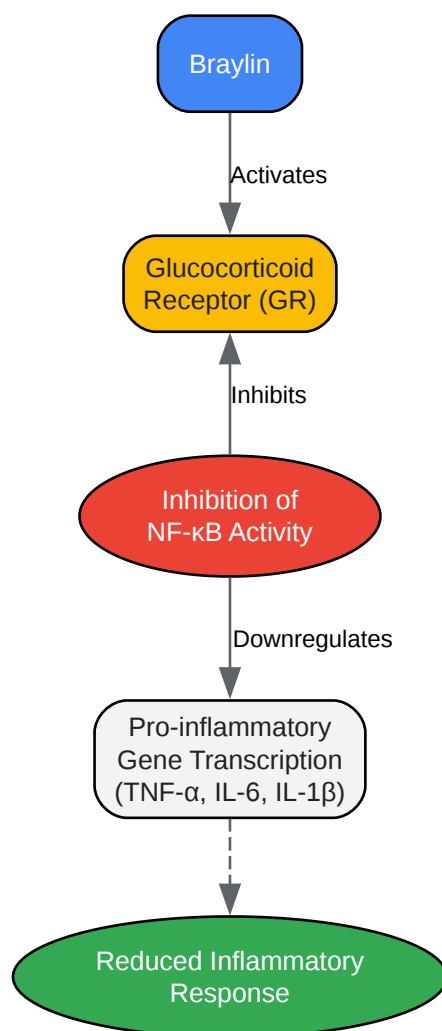 Braylin
Activates
Glucocorticoid
Receptor (GR)
Inhibits
Inhibition of
NF-κB Activity
Downregulates
Pro-inflammatory
Gene Transcription
(TNF-α, IL-6, IL-1β)
Reduced Inflammatory
Response